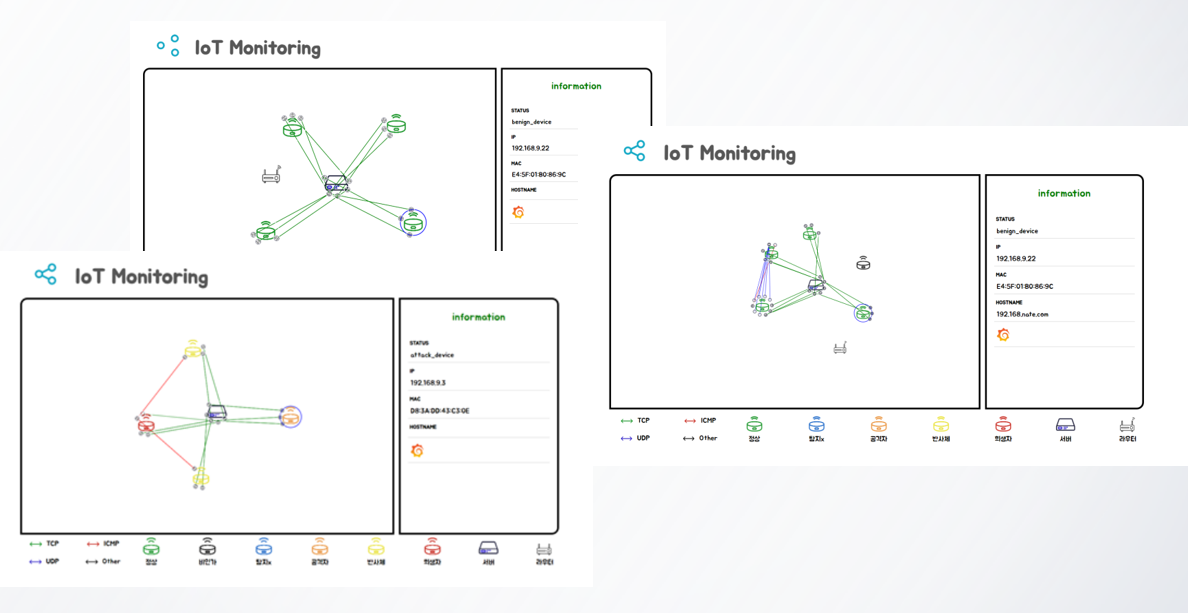 IoT Monitoring
information
STATUS
benign_device
IP
192.168.9.22
MAC
E4:5F:01:80:86:9C
HOSTNAME
IoT Monitoring
information
STATUS
benign_device
IP
192.168.9.22
MAC
E4:5F:01:80:86:9C
HOSTNAME
192.168.nate.com
TCP ICMP
UDP Other 정상 탐지x 공격자 반사체 희생자 서버 라우터
IoT Monitoring
information
STATUS
attack_device
IP
192.168.9.3
MAC
D8:3A:DD:43:C3:0E
HOSTNAME
TCP ICMP
UDP Other 정상 비인가 탐지x 공격자 반사체 희생자 서버 라우터